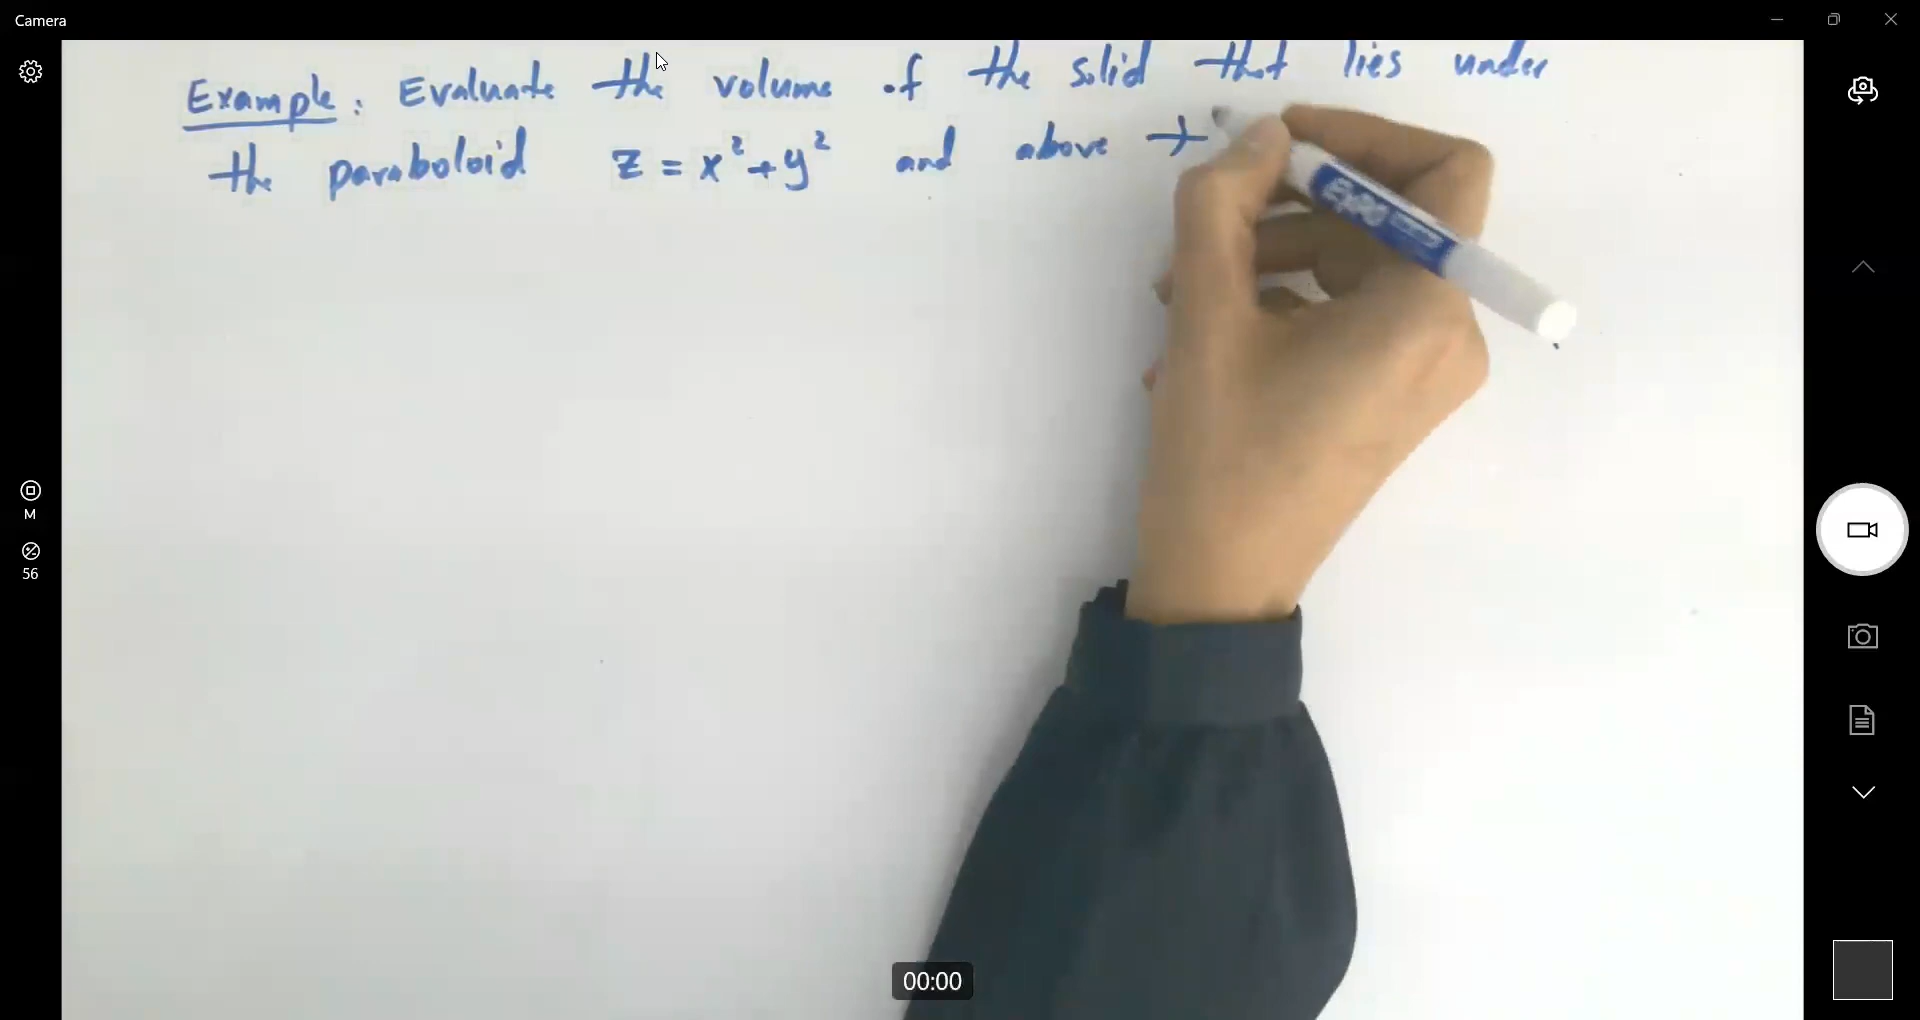 Camera
Example: Evaluate the volume of the solid that lies under
the paraboloid z = x² + y² and above
Expo
M
56
00:00